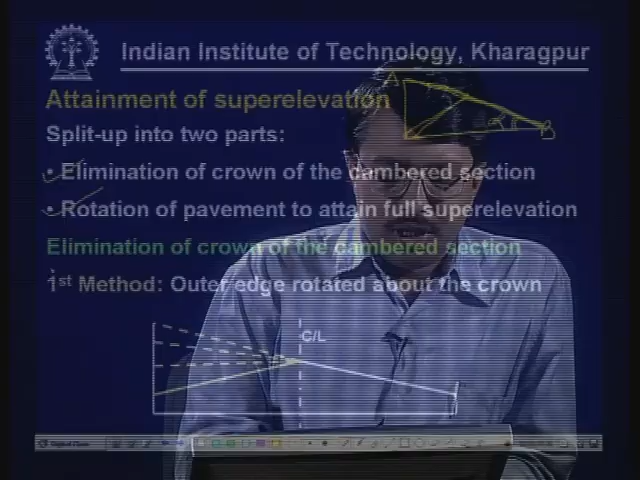 Indian Institute of Technology, Kharagpur
Attainment of superelevation
A
B
Split-up into two parts:
• Elimination of crown of the cambered section
• Rotation of pavement to attain full superelevation
Elimination of crown of the cambered section
1st Method: Outer edge rotated about the crown
C/L